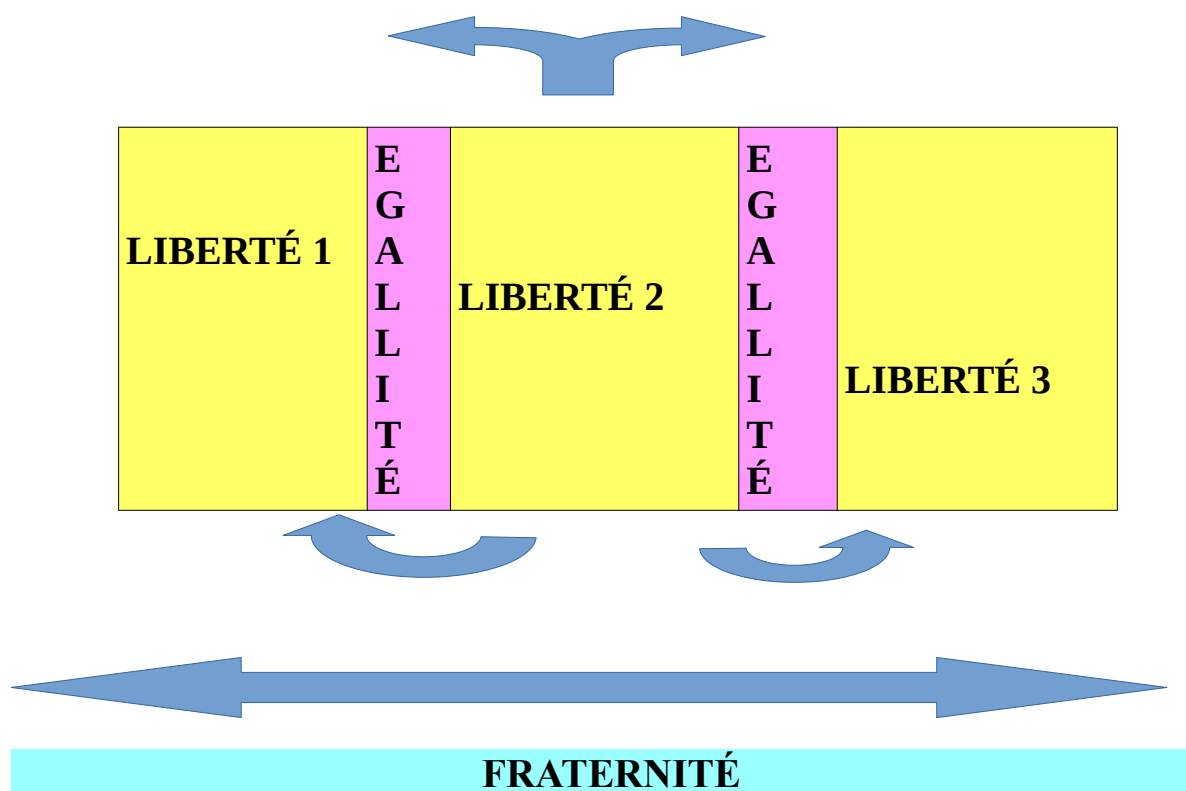 LIBERTÉ 1
E
G
A
L
L
I
T
É
LIBERTÉ 2
E
G
A
L
L
I
T
É
LIBERTÉ 3
FRATERNITÉ